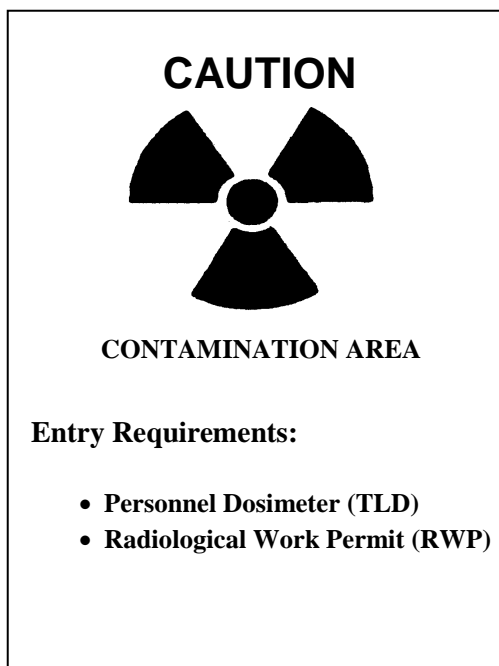 CAUTION
CONTAMINATION AREA
Entry Requirements:
• Personnel Dosimeter (TLD)
• Radiological Work Permit (RWP)